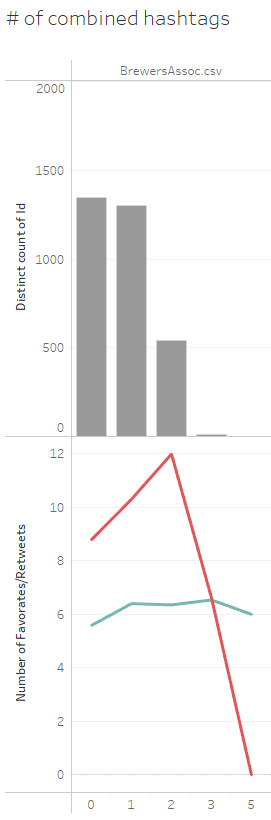 # of combined hashtags
BrewersAssoc.csv
2000
1500
1000
500
0
Distinct count of Id
12
10
8
6
4
2
0
Number of Favorates/Retweets
0 1 2 3 5